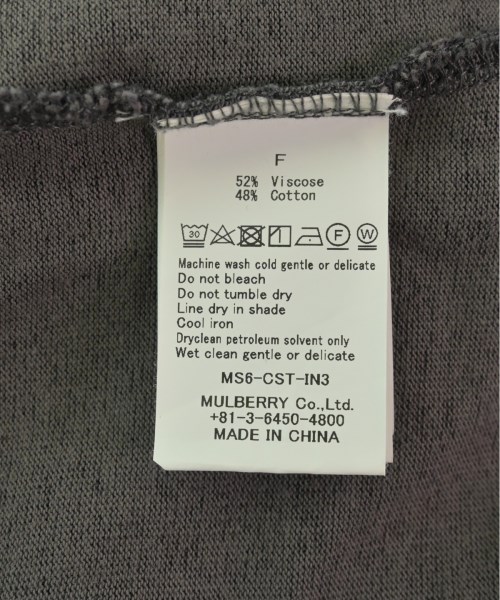 F
52% Viscose
48% Cotton
30 F W
Machine wash cold gentle or delicate
Do not bleach
Do not tumble dry
Line dry in shade
Cool iron
Dryclean petroleum solvent only
Wet clean gentle or delicate
MS6-CST-IN3
MULBERRY Co.,Ltd.
+81-3-6450-4800
MADE IN CHINA